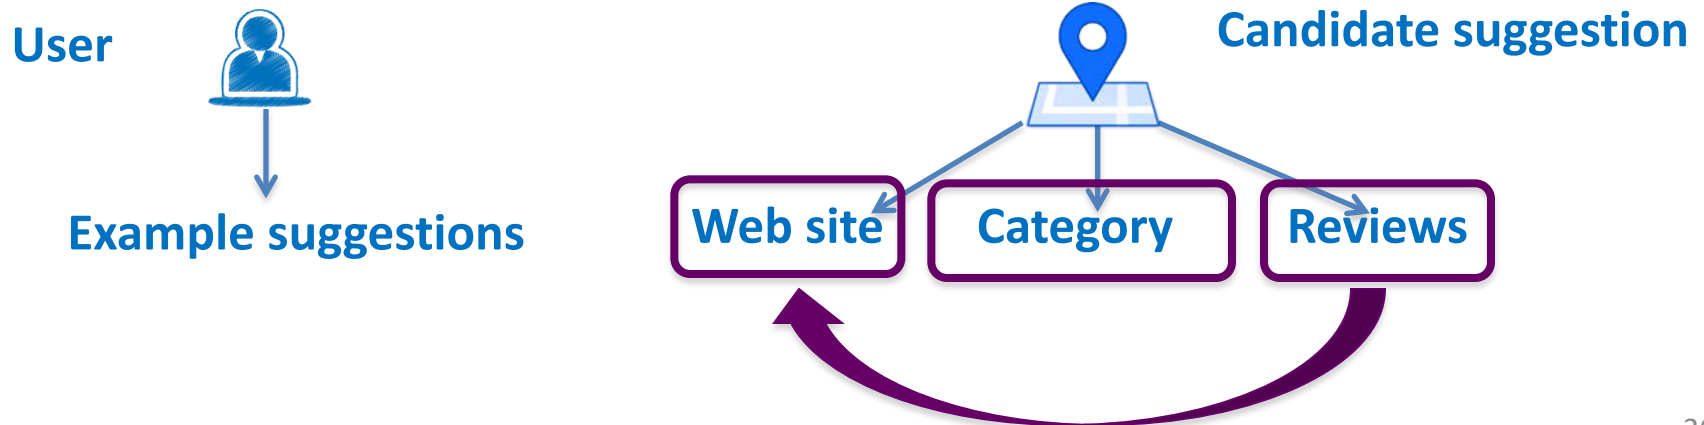 User
Candidate suggestion
Example suggestions
Web site
Category
Reviews